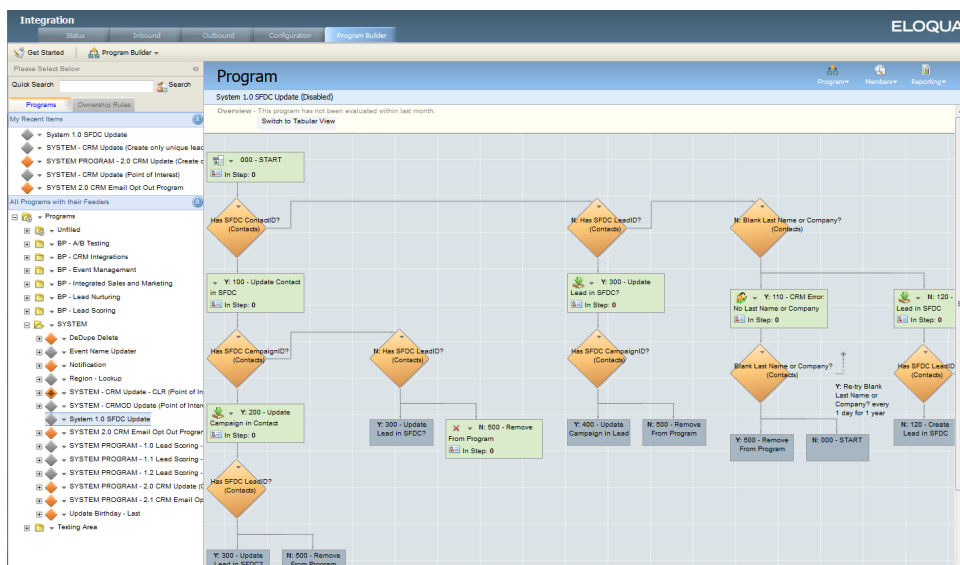 Integration
ELOQUA
Status
Inbound
Outbound
Configuration
Program Builder
Get Started
Program Builder
Please Select Below
Quick Search
Search
Programs
Ownership Rules
My Recent Items
System 1.0 SFDC Update
SYSTEM - CRM Update (Create only unique leac
SYSTEM PROGRAM - 2.0 CRM Update (Create c
SYSTEM - CRM Update (Point of Interest)
SYSTEM 2.0 CRM Email Opt Out Program
All Programs with their Feeders
Programs
Unfiled
BP - A/B Testing
BP - CRM Integrations
BP - Event Management
BP - Integrated Sales and Marketing
BP - Lead Nurturing
BP - Lead Scoring
SYSTEM
DeDupe Delete
Event Name Updater
Notification
Region - Lookup
SYSTEM - CRM Update - CLR (Point of In
SYSTEM - CRMOD Update (Point of Inter
System 1.0 SFDC Update
SYSTEM 2.0 CRM Email Opt Out Progran
SYSTEM PROGRAM - 1.0 Lead Scoring -
SYSTEM PROGRAM - 1.1 Lead Scoring -
SYSTEM PROGRAM - 1.2 Lead Scoring -
SYSTEM PROGRAM - 2.0 CRM Update (C
SYSTEM PROGRAM - 2.1 CRM Email Op
Update Birthday - Last
Testing Area
Program
Program
Members
Reporting
System 1.0 SFDC Update (Disabled)
Overview - This program has not been evaluated within last month.
Switch to Tabular View
000 - START
In Step: 0
Has SFDC ContactID?
(Contacts)
N: Has SFDC LeadID?
(Contacts)
N: Blank Last Name or Company?
(Contacts)
Y: 100 - Update Contact
in SFDC
In Step: 0
Y: 300 - Update
Lead in SFDC?
In Step: 0
Y: 110 - CRM Error:
No Last Name or Company
In Step: 0
N: 120 -
Lead in SFDC
In Step: 0
Has SFDC CampaignID?
(Contacts)
N: Has SFDC LeadID?
(Contacts)
Has SFDC CampaignID?
(Contacts)
Blank Last Name or Company?
(Contacts)
Y: Re-try Blank
Last Name or
Company? every
1 day for 1 year
Has SFDC LeadID
(Contacts)
Y: 200 - Update
Campaign in Contact
In Step: 0
Y: 300 - Update
Lead in SFDC?
N: 500 - Remove
From Program
In Step: 0
Y: 400 - Update
Campaign in Lead
N: 500 - Remove
From Program
Y: 500 - Remove
From Program
N: 000 - START
N: 120 - Create
Lead in SFDC
Has SFDC LeadID?
(Contacts)
Y: 300 - Update
Lead in SFDC?
N: 500 - Remove
From Program